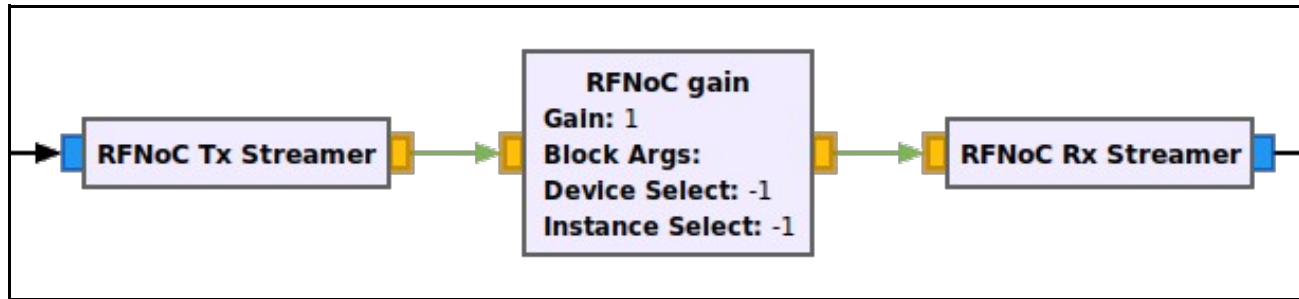 RFNoC Tx Streamer
RFNoC gain
Gain: 1
Block Args:
Device Select: -1
Instance Select: -1
RFNoC Rx Streamer